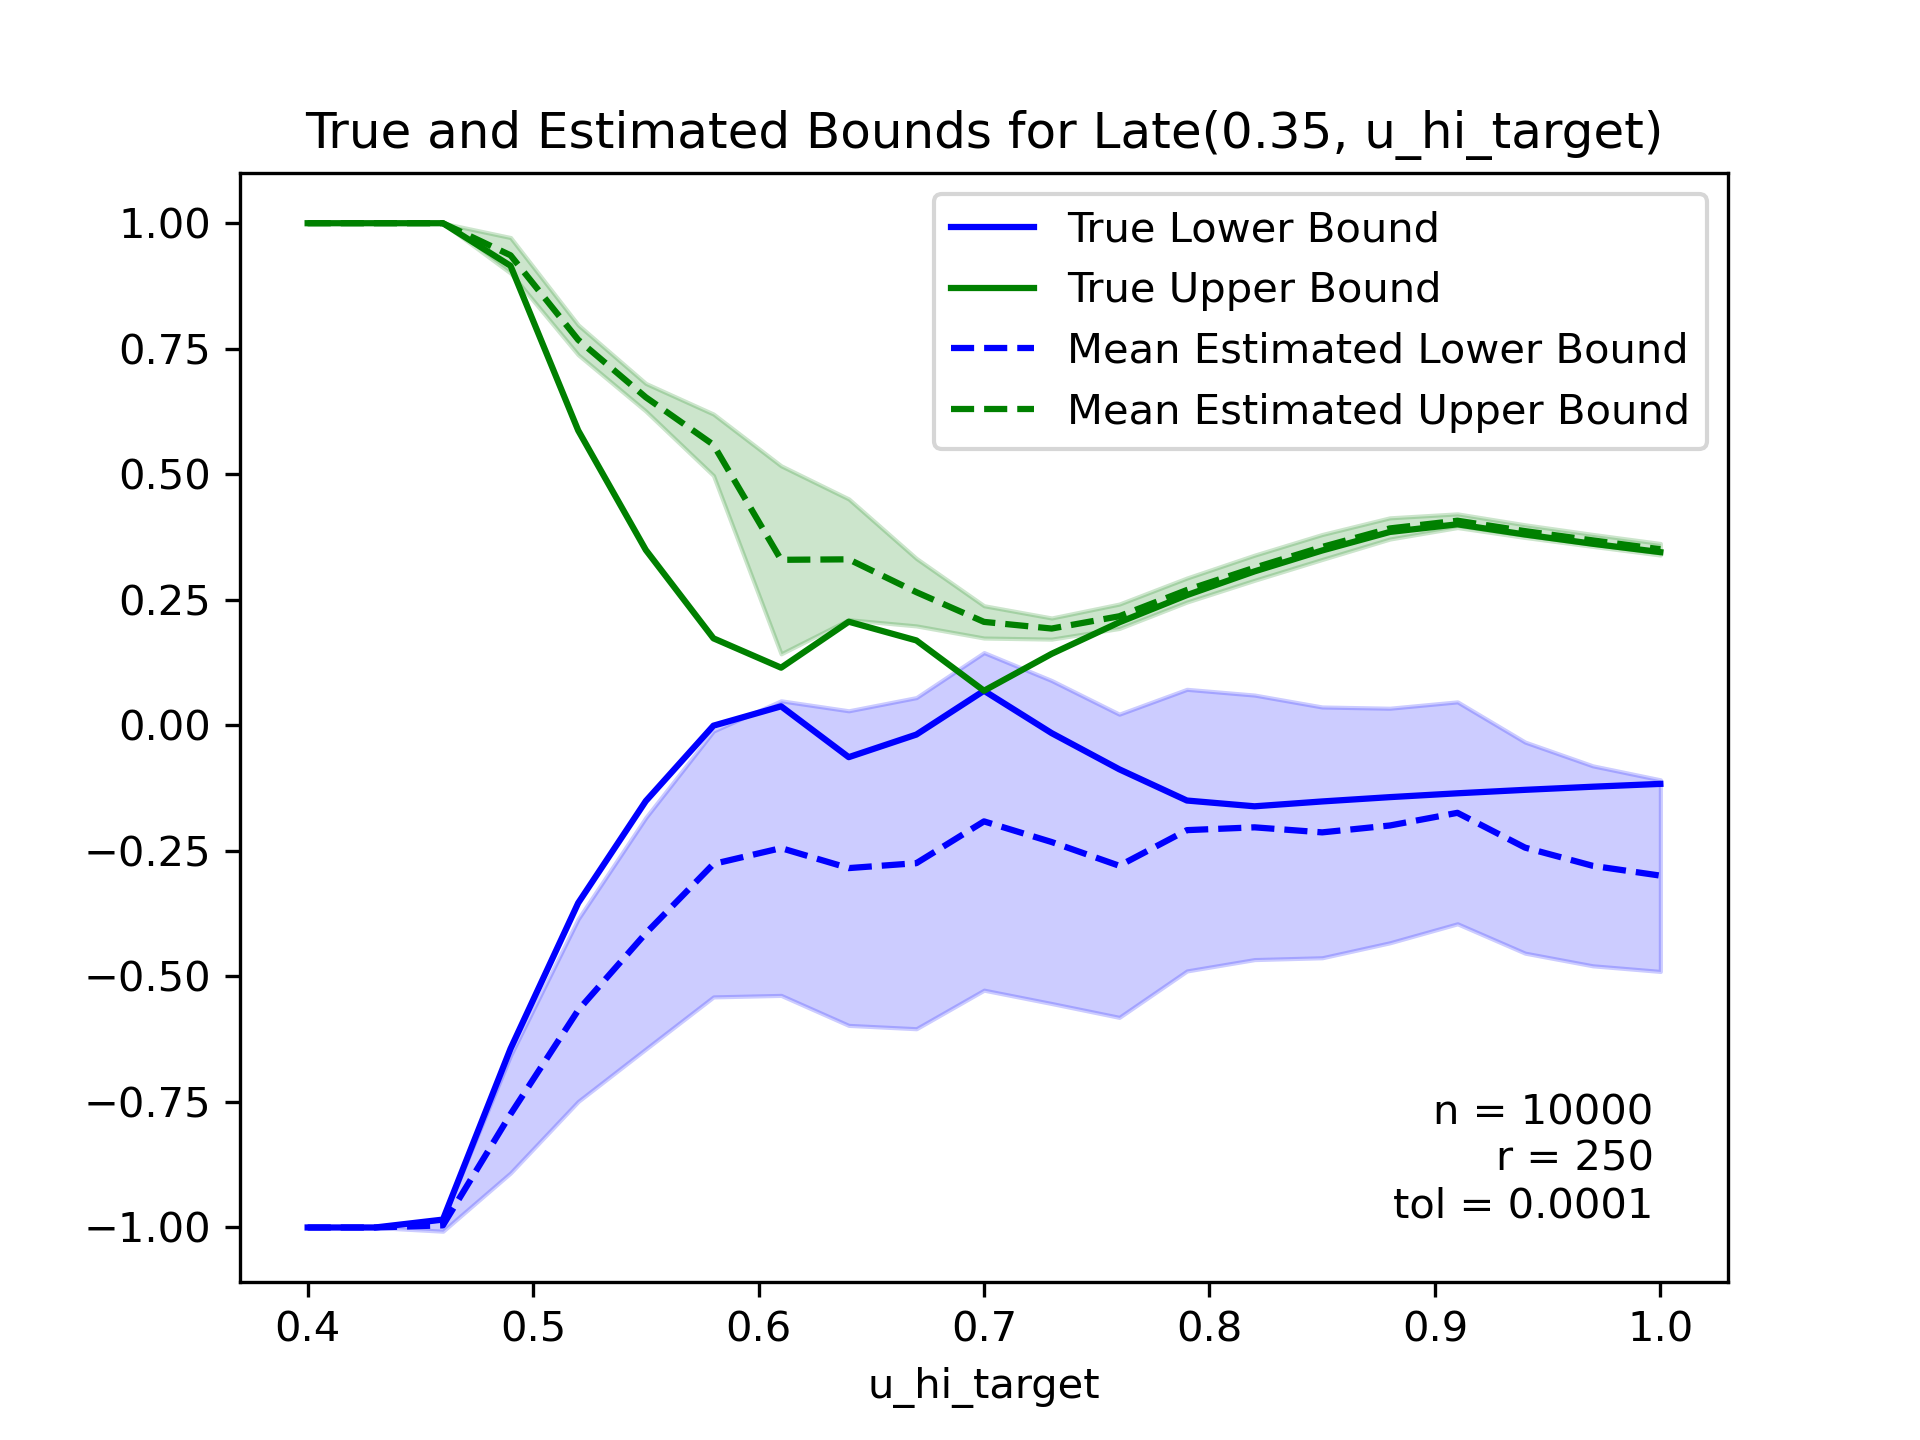 True and Estimated Bounds for Late(0.35, u_hi_target)
True Lower Bound
True Upper Bound
Mean Estimated Lower Bound
Mean Estimated Upper Bound
1.00
0.75
0.50
0.25
0.00
−0.25
−0.50
−0.75
−1.00
n = 10000
r = 250
tol = 0.0001
0.4 0.5 0.6 0.7 0.8 0.9 1.0
u_hi_target